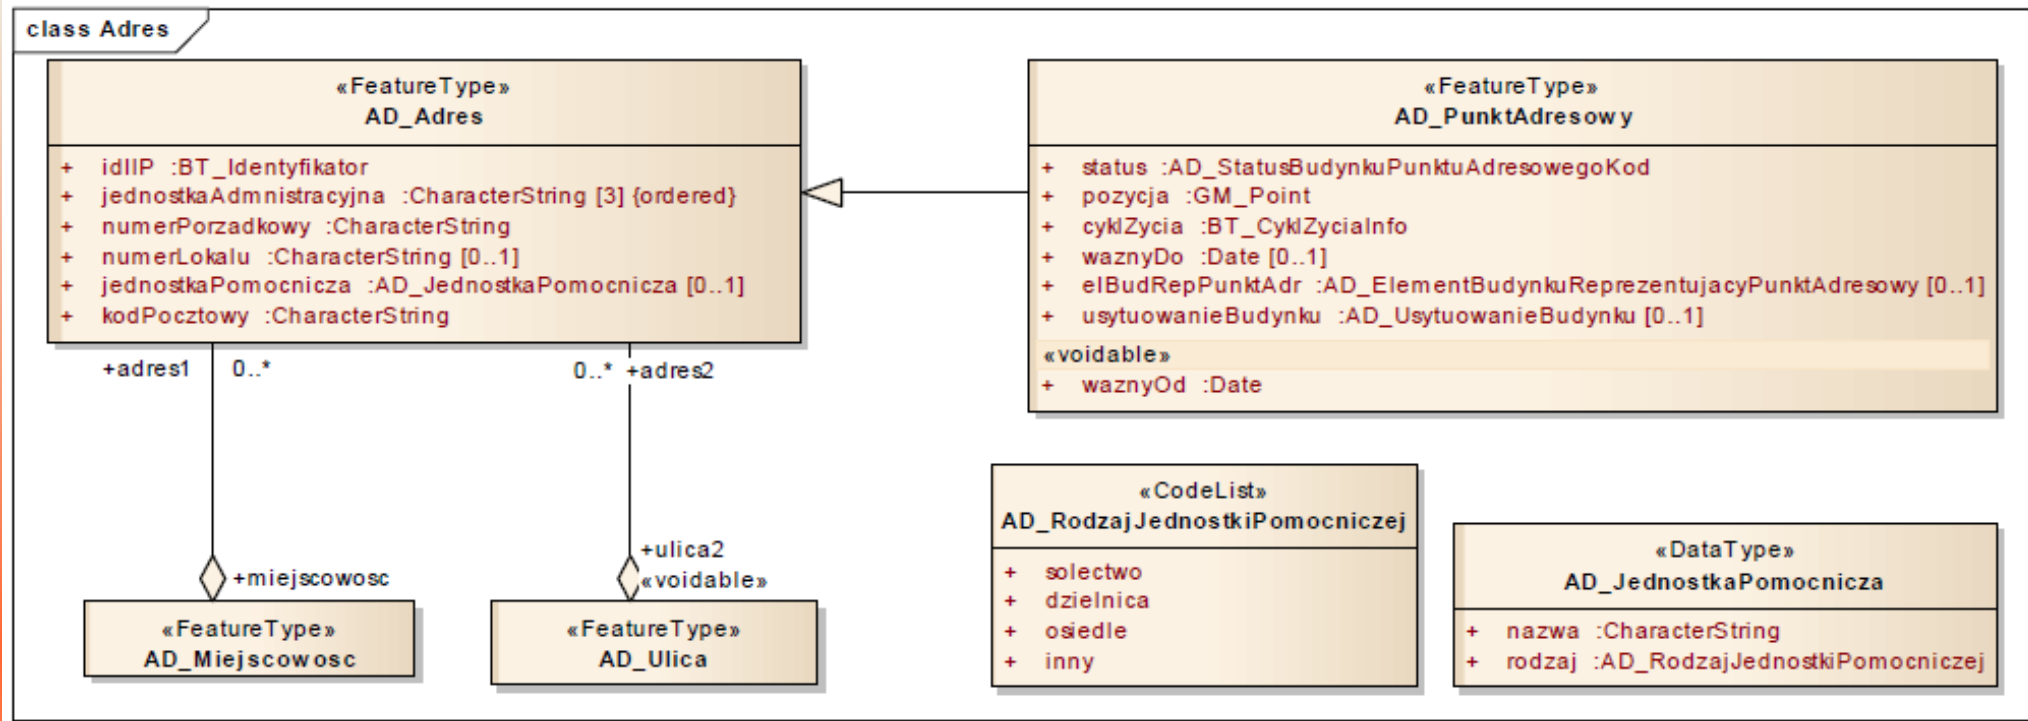 class Adres
«FeatureType»
AD_Adres
+ idIIP :BT_Identyfikator
+ jednostkaAdmnistracyjna :CharacterString [3] {ordered}
+ numerPorzadkowy :CharacterString
+ numerLokalu :CharacterString [0..1]
+ jednostkaPomocnicza :AD_JednostkaPomocnicza [0..1]
+ kodPocztowy :CharacterString
«FeatureType»
AD_PunktAdresowy
+ status :AD_StatusBudynkuPunktuAdresowegoKod
+ pozycja :GM_Point
+ cyklZycia :BT_CyklZyciaInfo
+ waznyDo :Date [0..1]
+ elBudRepPunktAdr :AD_ElementBudynkuReprezentujacyPunktAdresowy [0..1]
+ usytuowanieBudynku :AD_UsytuowanieBudynku [0..1]
«voidable»
+ waznyOd :Date
+adres1 0..*
0..* +adres2
+miejscowosc
+ulica2
«voidable»
«FeatureType»
AD_Miejscowosc
«FeatureType»
AD_Ulica
«CodeList»
AD_RodzajJednostkiPomocniczej
+ solectwo
+ dzielnica
+ osiedle
+ inny
«DataType»
AD_JednostkaPomocnicza
+ nazwa :CharacterString
+ rodzaj :AD_RodzajJednostkiPomocniczej